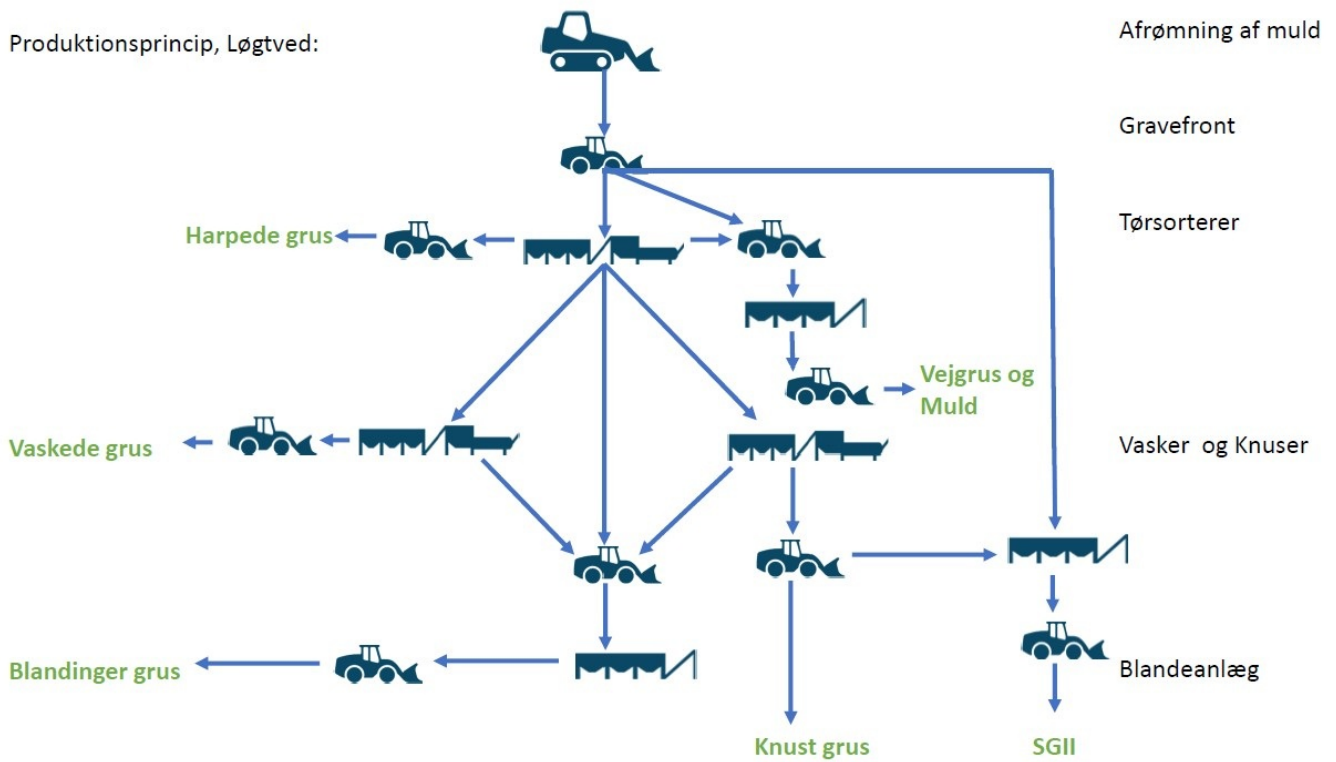 Produktionsprincip, Løgtved:
Afrømning af muld
Gravefront
Tørsorterer
Harpede grus
Vejgrus og
Muld
Vaskede grus
Vasker  og Knuser
Blandinger grus
Blandeanlæg
Knust grus
SGII